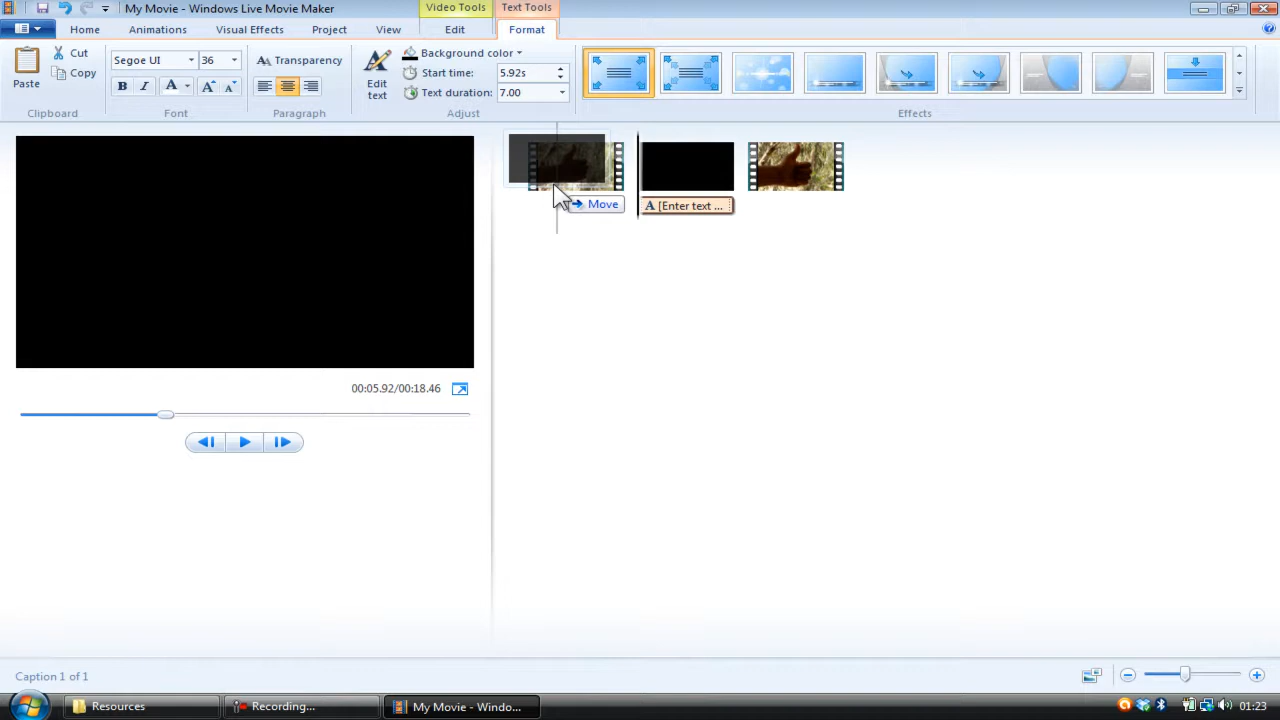 My Movie - Windows Live Movie Maker
Video Tools
Text Tools
Home
Animations
Visual Effects
Project
View
Edit
Format
Paste
Cut
Copy
Clipboard
Segoe UI
36
B I A A A
Font
AA Transparency
Paragraph
Edit
text
Background color
Start time: 5.92s
Text duration: 7.00
Adjust
Effects
Move
A [Enter text ...
00:05.92/00:18.46
Caption 1 of 1
Resources
Recording...
My Movie - Windo...
01:23